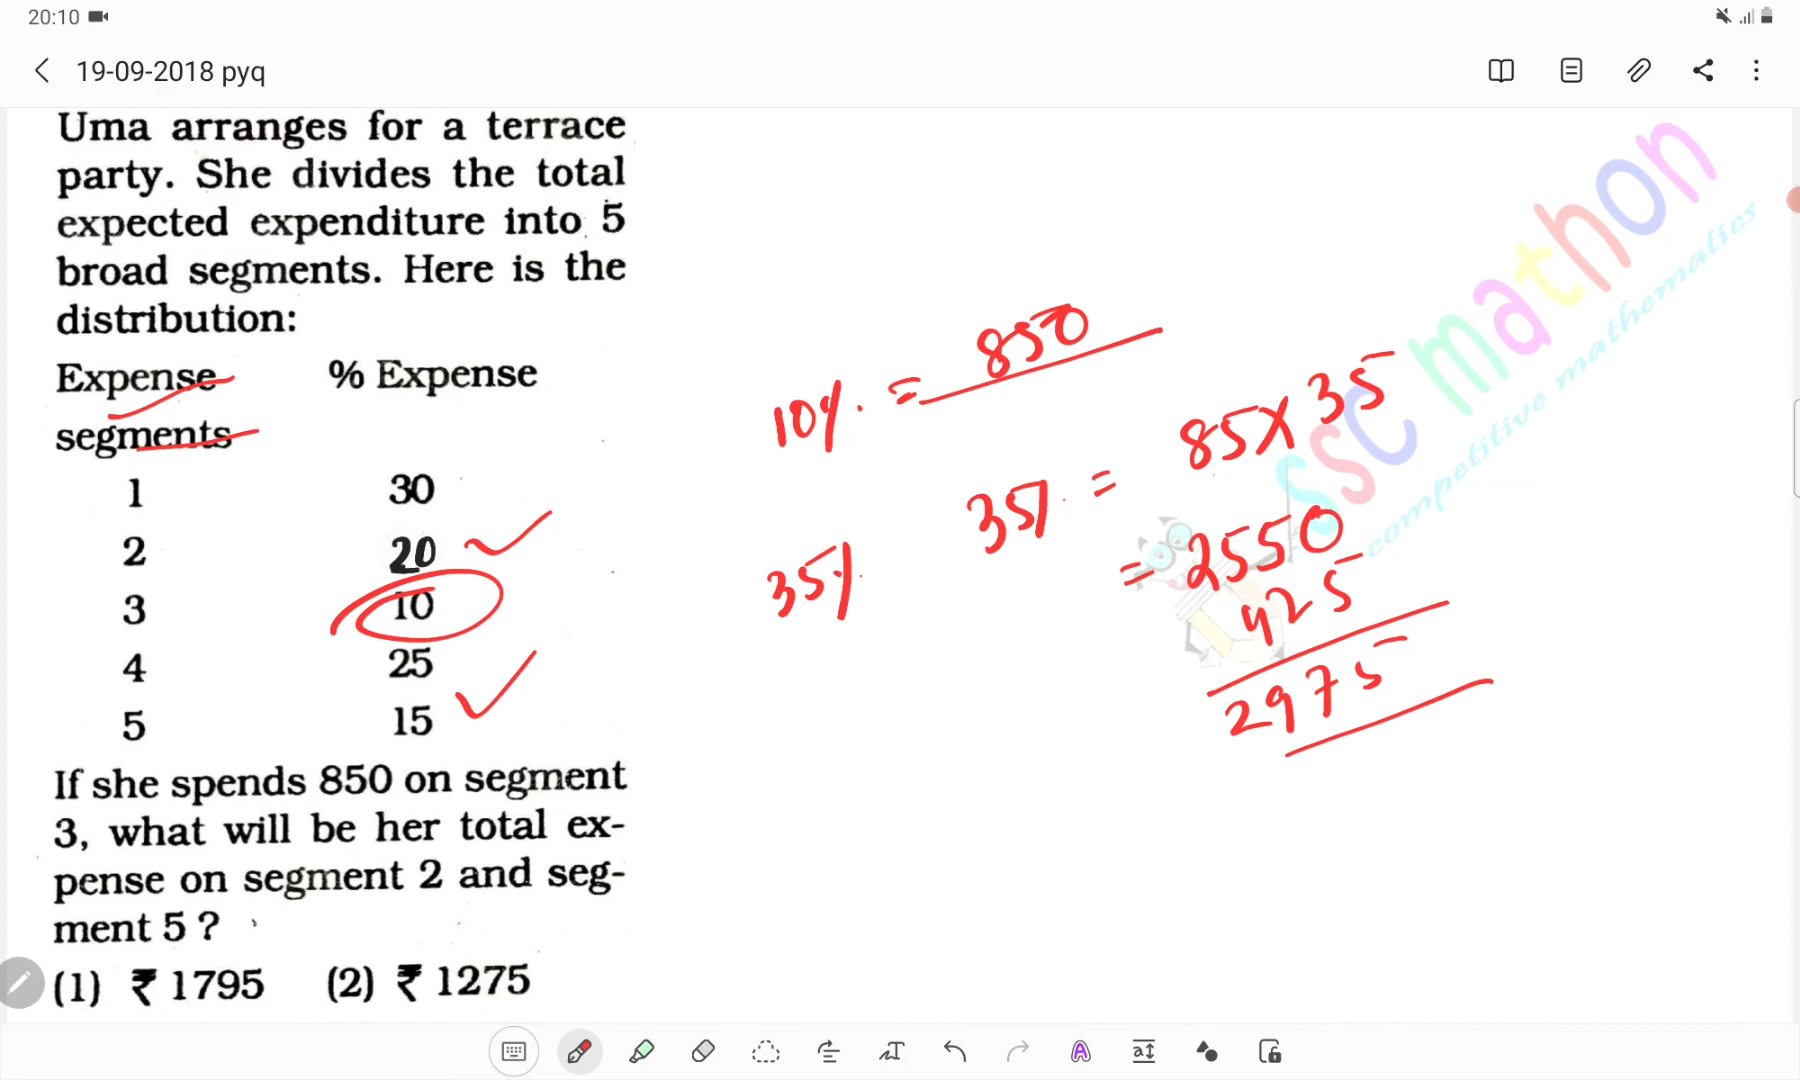 20:10
19-09-2018 pyq
Uma arranges for a terrace
party. She divides the total
expected expenditure into 5
broad segments. Here is the
distribution:
Expense % Expense
segments
1 30
2 20
3 10
4 25
5 15
If she spends 850 on segment
3, what will be her total ex-
pense on segment 2 and seg-
ment 5 ?
(1) ₹ 1795 (2) ₹ 1275
10% = 850
35%
35% = 85 X 35
= 2550
425
2975
ssc mathon
competitive mathematics